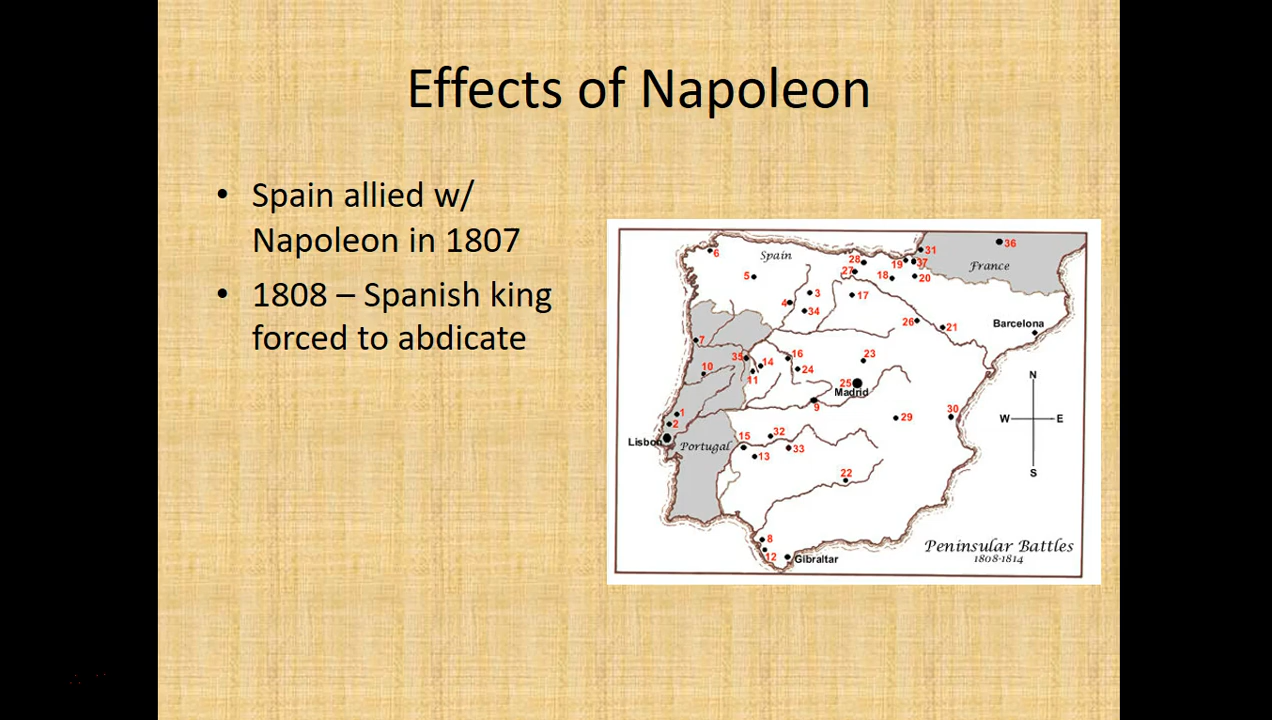 Effects of Napoleon
• Spain allied w/
Napoleon in 1807
• 1808 – Spanish king
forced to abdicate
6
Spain
31
36
28
19
37
France
27
5
18
20
3
17
4
34
26
21
Barcelona
7
35
14
16
23
10
11
24
25
Madrid
N
9
W
E
1
2
29
30
Lisbon
Portugal
15
32
13
33
S
22
8
12
Gibraltar
Peninsular Battles
1808-1814